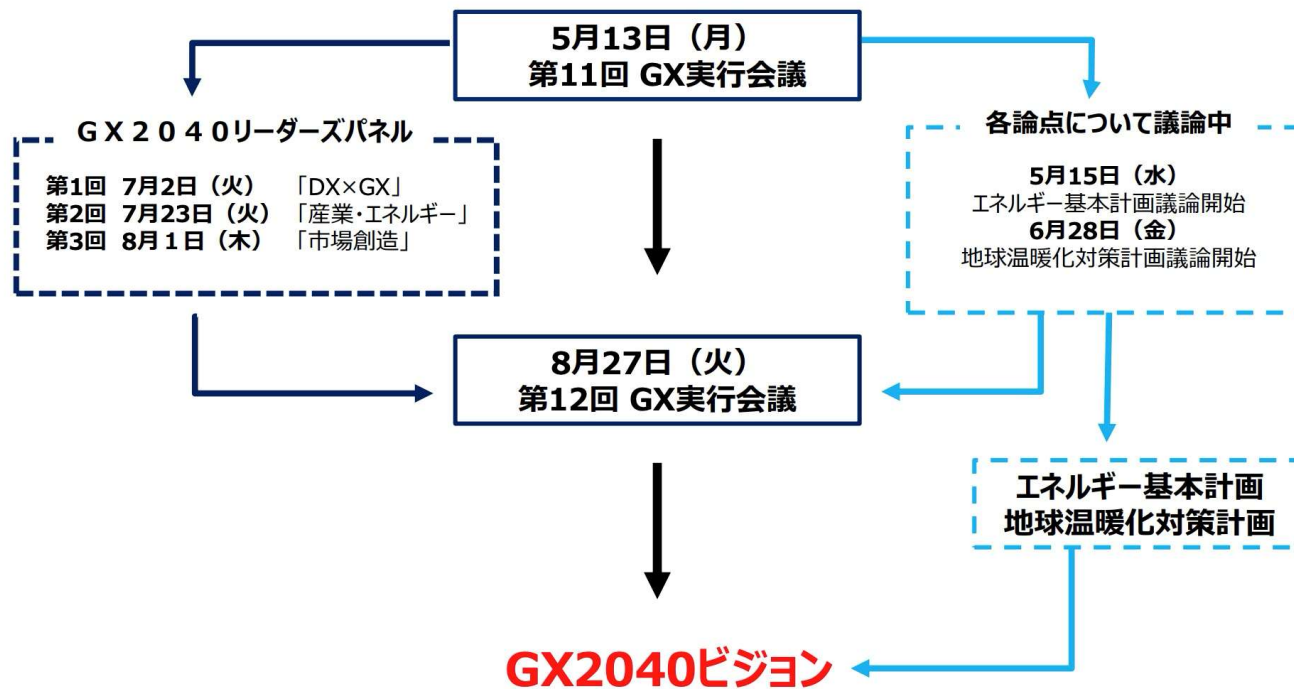 5月13日（月）
第11回 GX実行会議
GX2040リーダーズパネル
第1回 7月2日（火） 「DX×GX」
第2回 7月23日（火） 「産業・エネルギー」
第3回 8月1日（木） 「市場創造」
各論点について議論中
5月15日（水）
エネルギー基本計画議論開始
6月28日（金）
地球温暖化対策計画議論開始
8月27日（火）
第12回 GX実行会議
エネルギー基本計画
地球温暖化対策計画
GX2040ビジョン